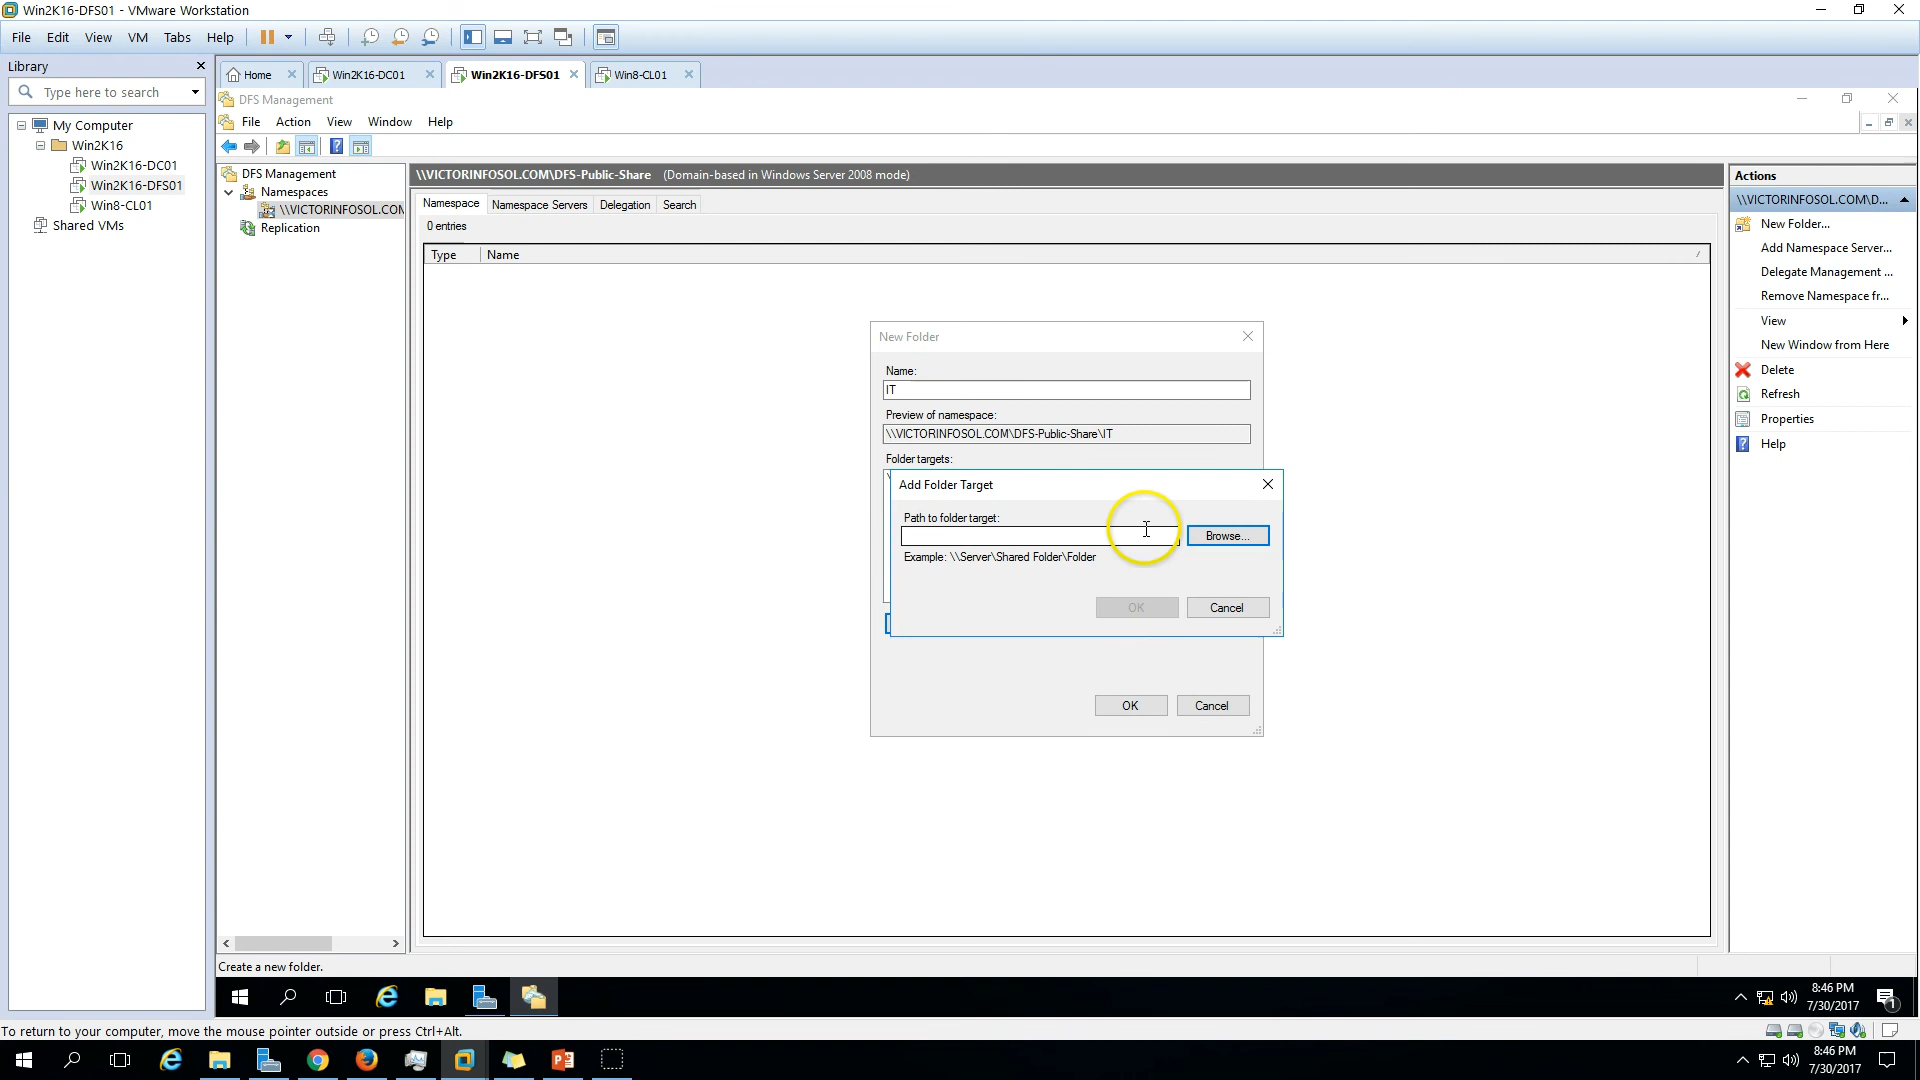 Win2K16-DFS01 - VMware Workstation
File Edit View VM Tabs Help
Library
Type here to search
My Computer
Win2K16
Win2K16-DC01
Win2K16-DFS01
Win8-CL01
Shared VMs
Home Win2K16-DC01 Win2K16-DFS01 Win8-CL01
DFS Management
File Action View Window Help
DFS Management
Namespaces
\\VICTORINFOSOL.CON
Replication
\\VICTORINFOSOL.COM\DFS-Public-Share (Domain-based in Windows Server 2008 mode)
Namespace Namespace Servers Delegation Search
0 entries
Type Name
New Folder
Name:
IT
Preview of namespace:
\\VICTORINFOSOL.COM\DFS-Public-Share\IT
Folder targets:
Add Folder Target
Path to folder target:
Browse...
Example: \\Server\Shared Folder\Folder
OK Cancel
OK Cancel
Actions
\\VICTORINFOSOL.COM\D...
New Folder...
Add Namespace Server...
Delegate Management ...
Remove Namespace fr...
View
New Window from Here
Delete
Refresh
Properties
Help
Create a new folder.
8:46 PM
7/30/2017
1
To return to your computer, move the mouse pointer outside or press Ctrl+Alt.
8:46 PM
7/30/2017